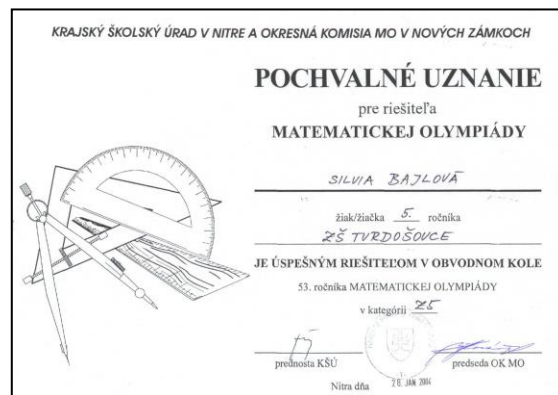 KRAJSKÝ ŠKOLSKÝ ÚRAD V NITRE A OKRESNÁ KOMISIA MO V NOVÝCH ZÁMKOCH
POCHVALNÉ UZNANIE
pre riešiteľa
MATEMATICKEJ OLYMPIÁDY
SILVIA BAJLOVÁ
žiak/žiačka 5. ročníka
ZŠ TVRDOŠOVCE
JE ÚSPEŠNÝM RIEŠITEĽOM V OBVODNOM KOLE
53. ročníka MATEMATICKEJ OLYMPIÁDY
v kategórii Z5
prednosta KŠÚ
predseda OK MO
Nitra dňa 20. JAN 2004